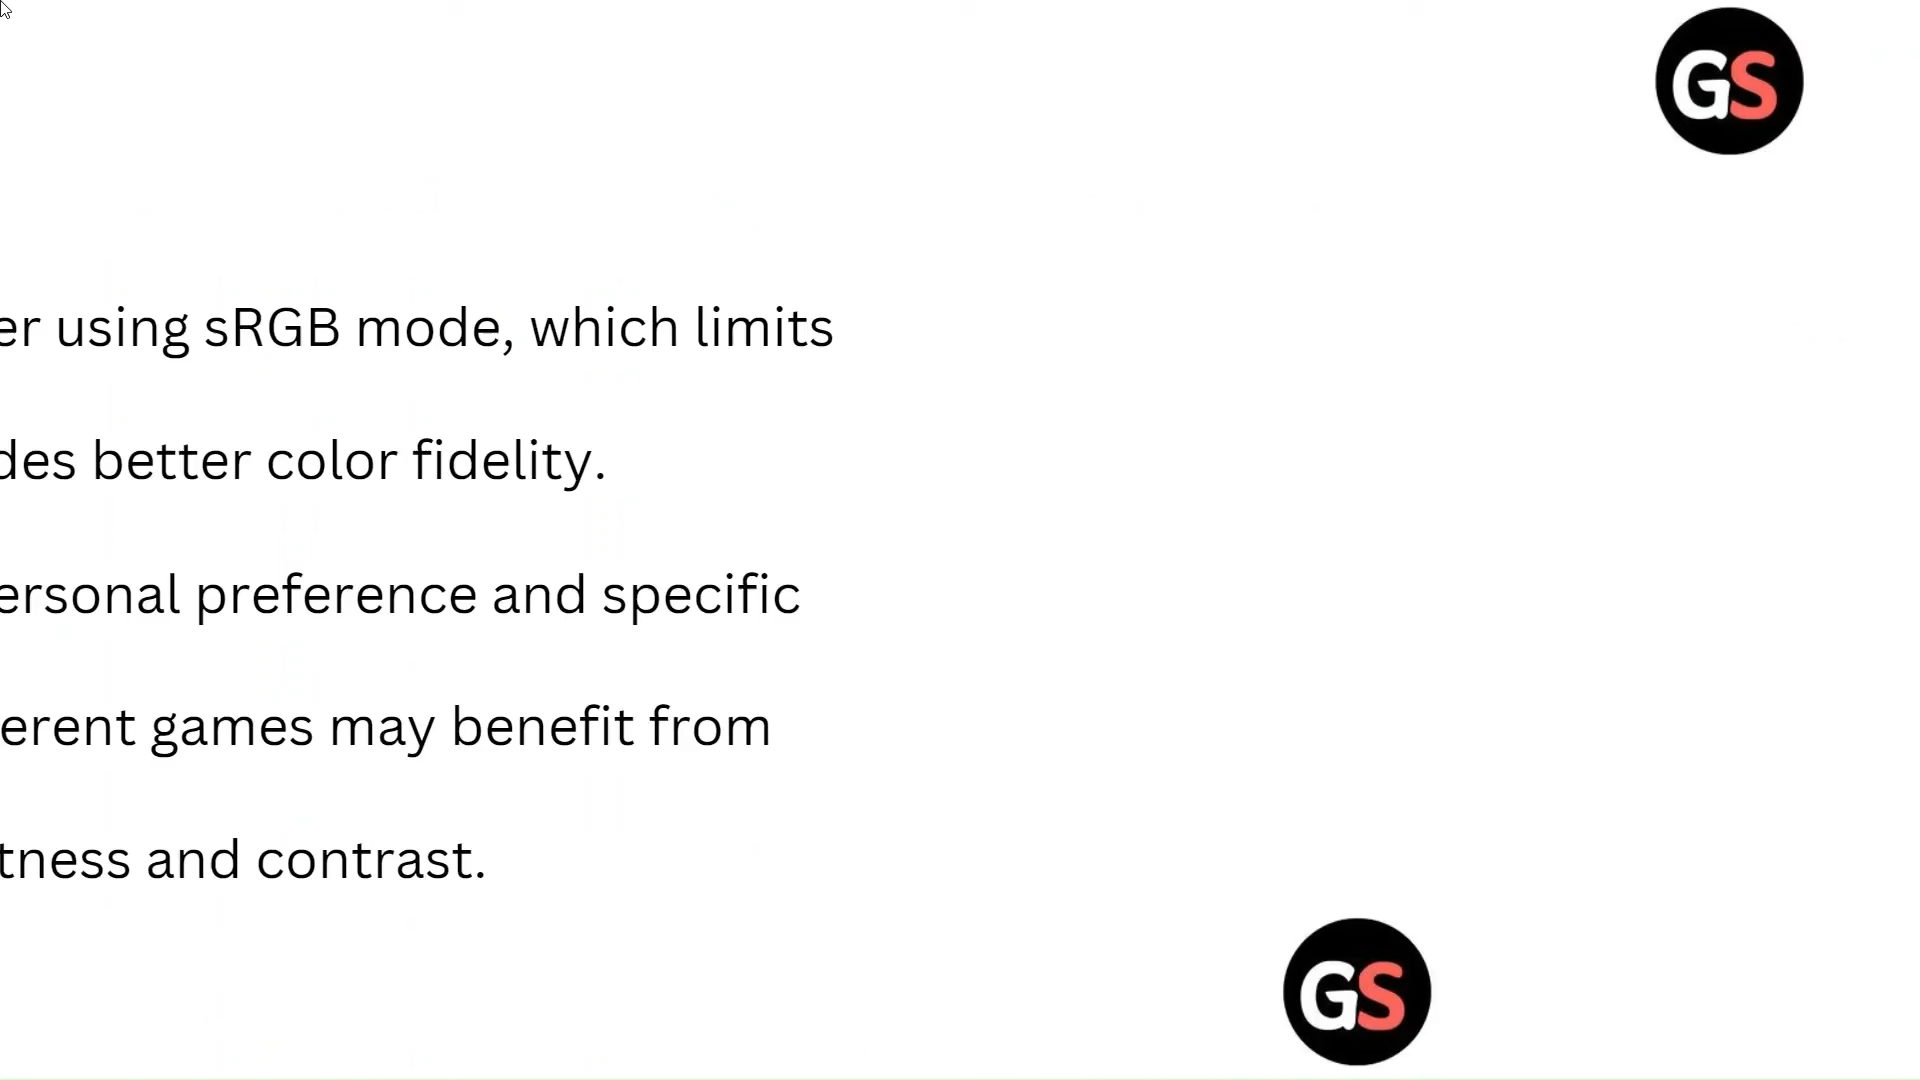 GS
er using sRGB mode, which limits
des better color fidelity.
ersonal preference and specific
erent games may benefit from
tness and contrast.
GS